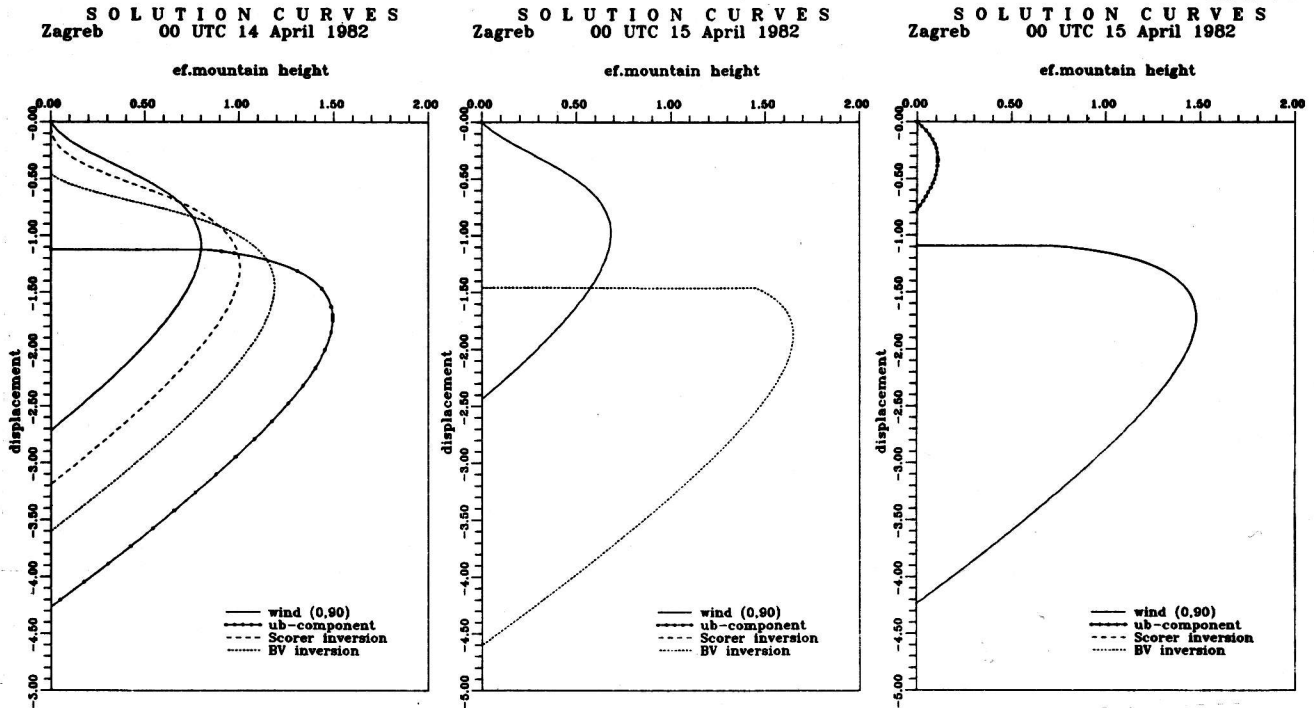 S O L U T I O N C U R V E S
Zagreb 00 UTC 14 April 1982
ef.mountain height
0.00 0.50 1.00 1.50 2.00
-0.00
-0.50
-1.00
-1.50
-2.00
-2.50
-3.00
-3.50
-4.00
-4.50
-5.00
displacement
wind (0,90)
ub-component
Scorer inversion
BV inversion
S O L U T I O N C U R V E S
Zagreb 00 UTC 15 April 1982
ef.mountain height
0.00 0.50 1.00 1.50 2.00
-0.00
-0.50
-1.00
-1.50
-2.00
-2.50
-3.00
-3.50
-4.00
-4.50
-5.00
displacement
wind (0,90)
ub-component
Scorer inversion
BV inversion
S O L U T I O N C U R V E S
Zagreb 00 UTC 15 April 1982
ef.mountain height
0.00 0.50 1.00 1.50 2.00
-0.00
-0.50
-1.00
-1.50
-2.00
-2.50
-3.00
-3.50
-4.00
-4.50
-5.00
displacement
wind (0,90)
ub-component
Scorer inversion
BV inversion